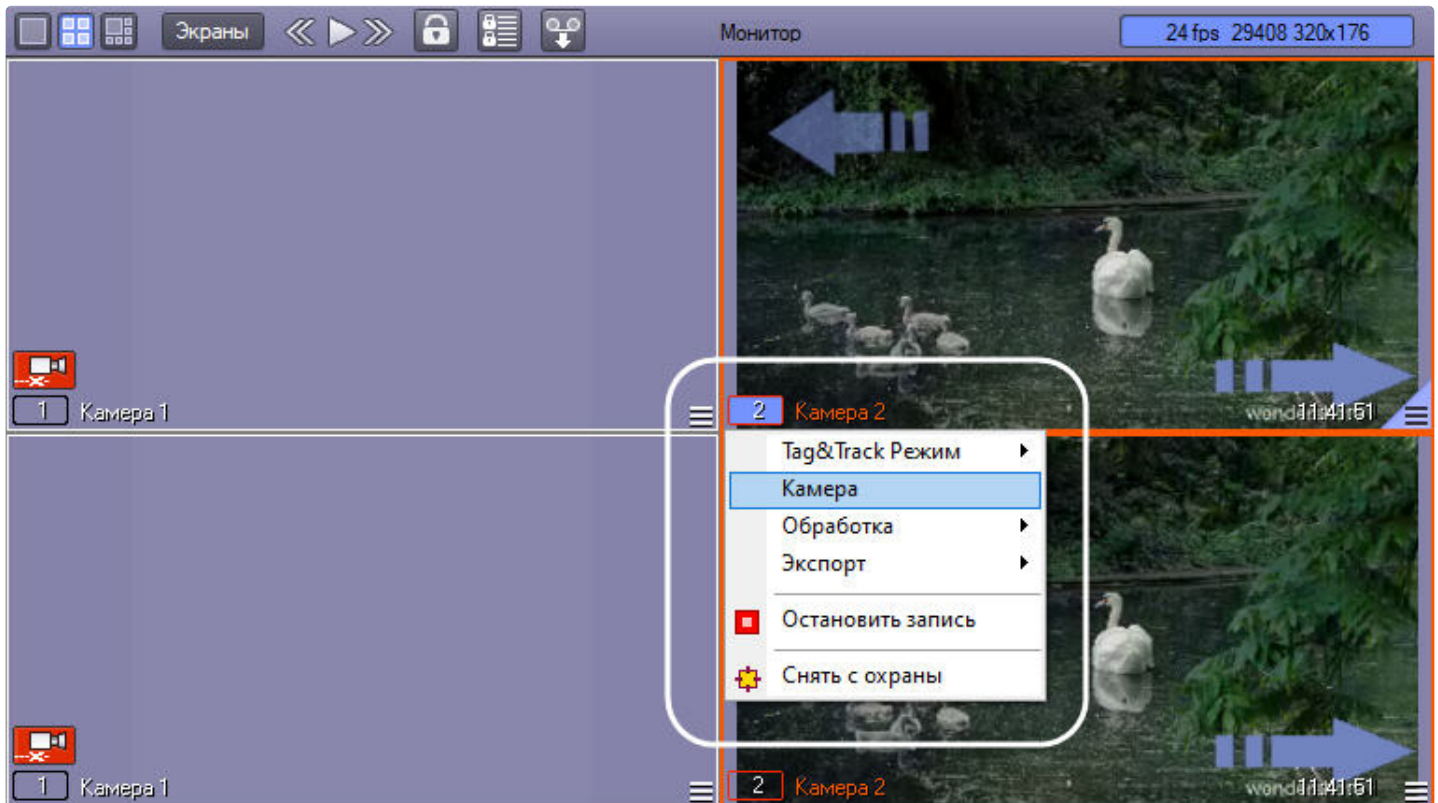 Экраны
Монитор
24 fps 29408 320x176
1 Камера 1
2 Камера 2
11:41:51
Tag&Track Режим
Камера
Обработка
Экспорт
Остановить запись
Снять с охраны
1 Камера 1
2 Камера 2
11:41:51